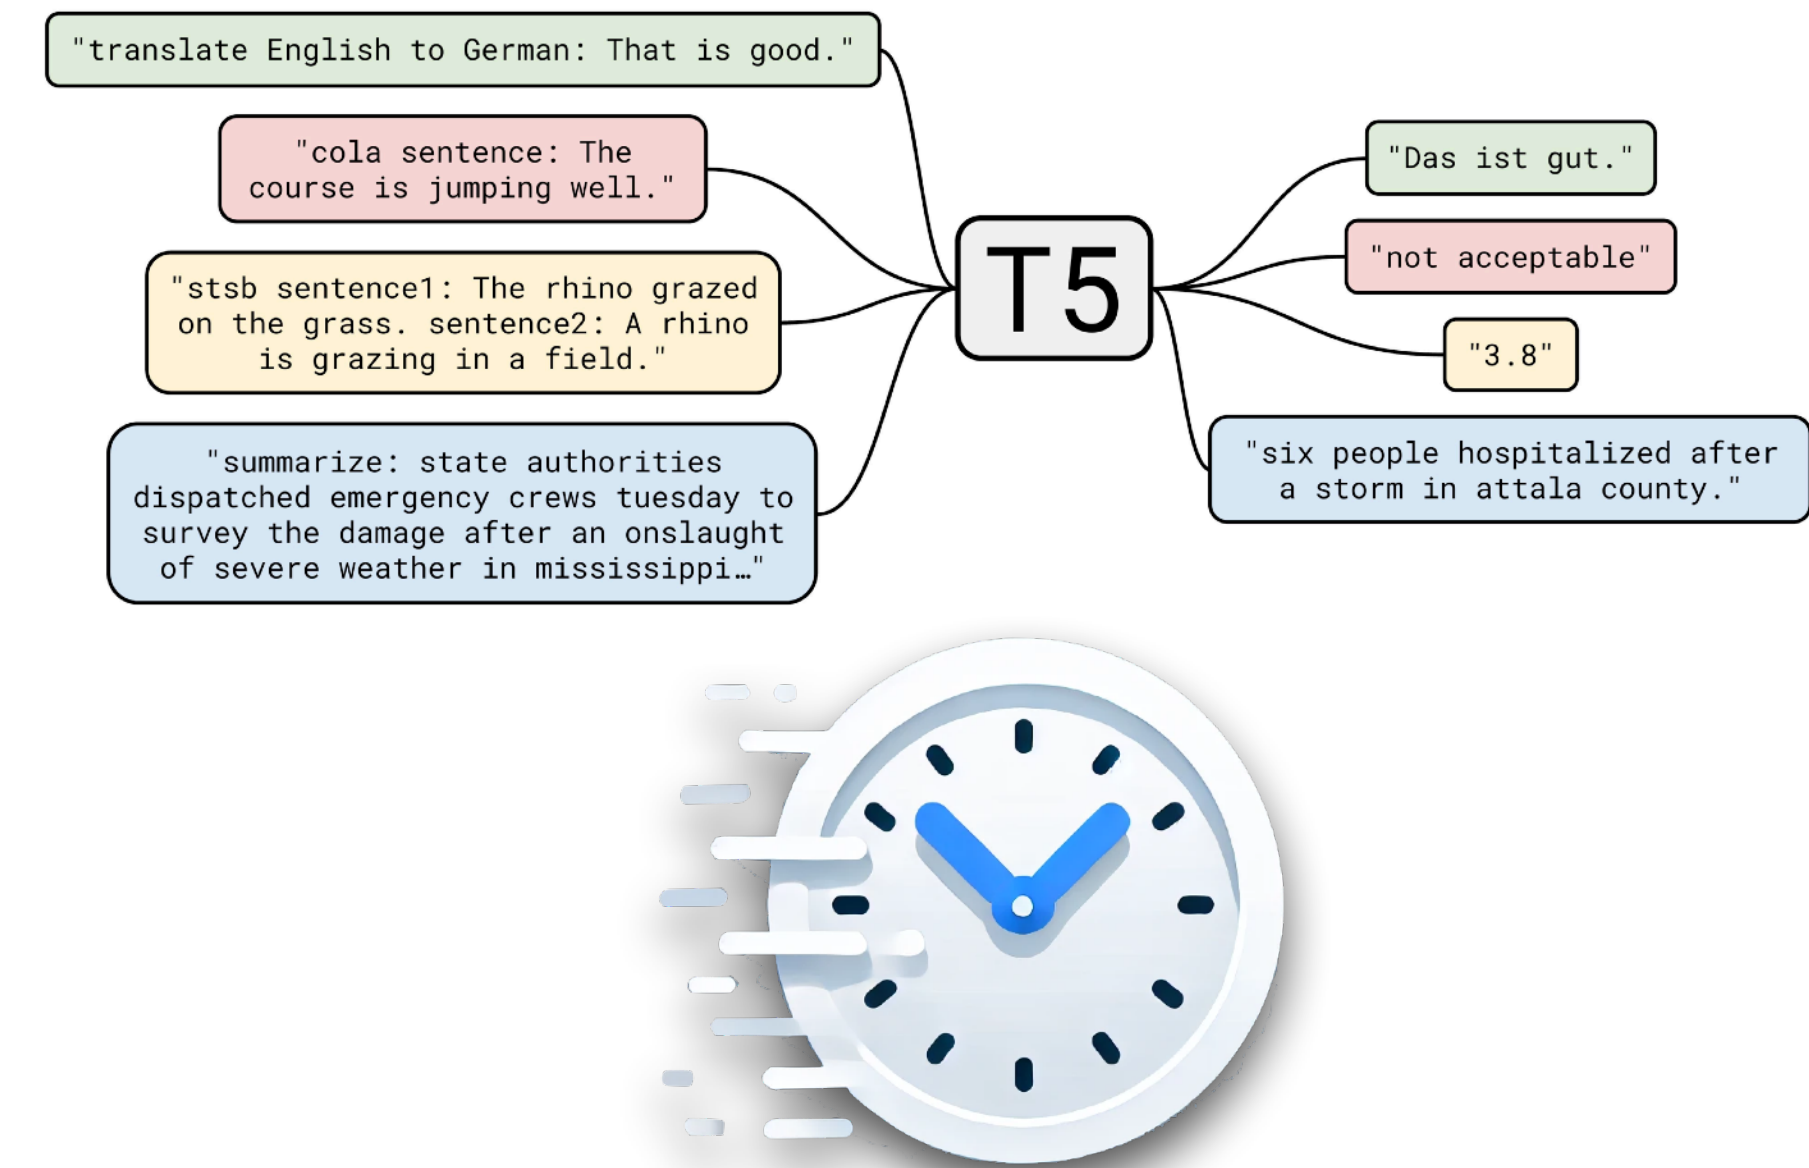 "translate English to German: That is good."
"cola sentence: The
course is jumping well."
"stsb sentence1: The rhino grazed
on the grass. sentence2: A rhino
is grazing in a field."
"summarize: state authorities
dispatched emergency crews tuesday to
survey the damage after an onslaught
of severe weather in mississippi…"
T5
"Das ist gut."
"not acceptable"
"3.8"
"six people hospitalized after
a storm in attala county."